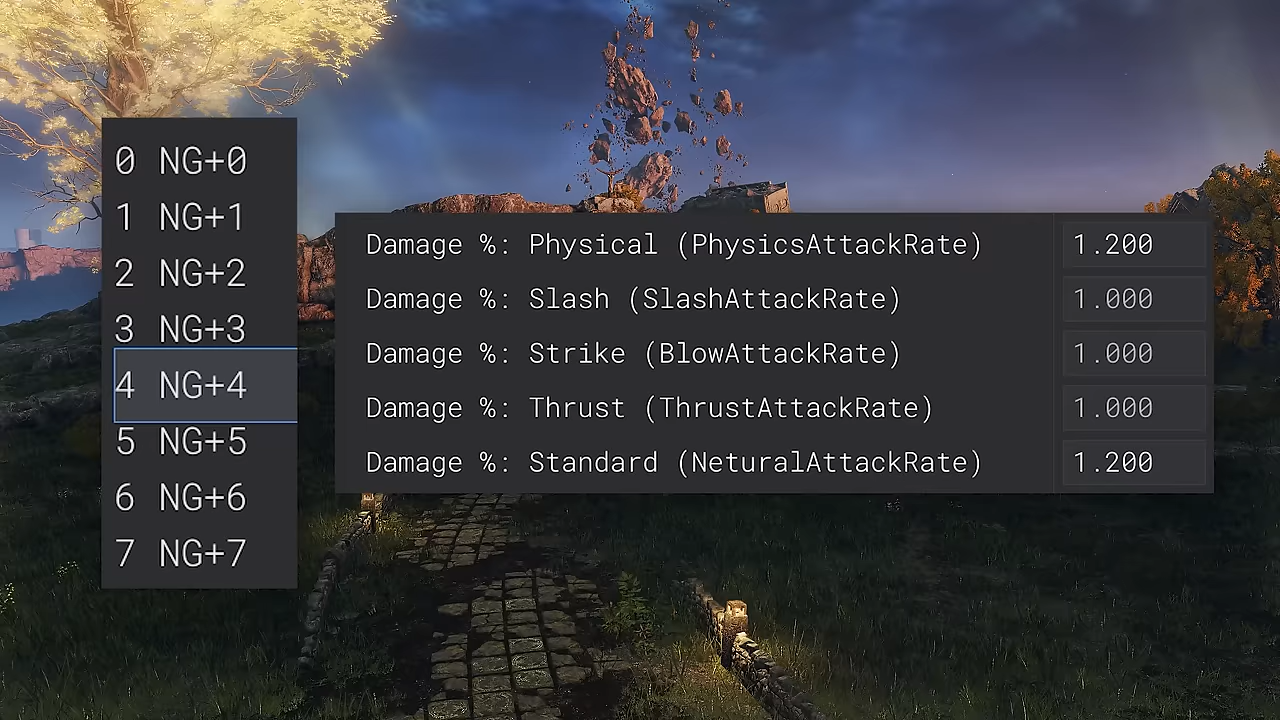 0 NG+0
1 NG+1
2 NG+2
3 NG+3
4 NG+4
5 NG+5
6 NG+6
7 NG+7
Damage %: Physical (PhysicsAttackRate) 1.200
Damage %: Slash (SlashAttackRate) 1.000
Damage %: Strike (BlowAttackRate) 1.000
Damage %: Thrust (ThrustAttackRate) 1.000
Damage %: Standard (NeturalAttackRate) 1.200